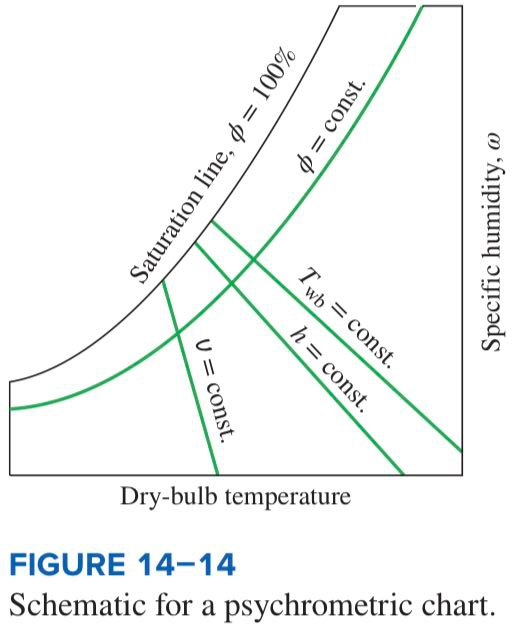 Saturation line, ϕ = 100%
ϕ = const.
Specific humidity, ω
T_wb = const.
h = const.
υ = const.
Dry-bulb temperature
FIGURE 14–14
Schematic for a psychrometric chart.